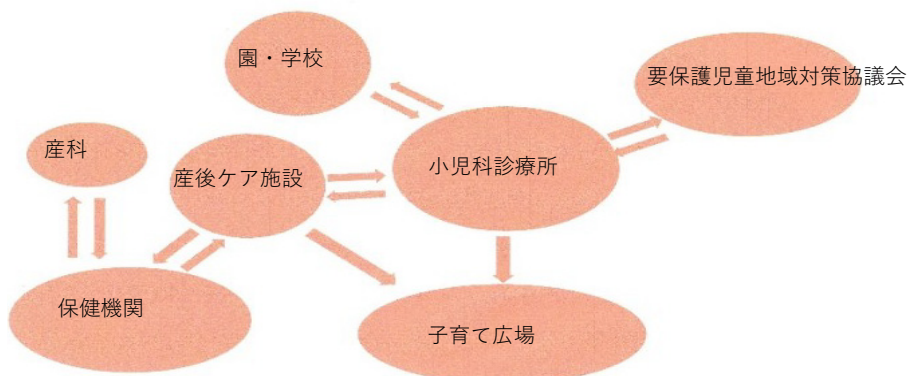 園・学校
要保護児童地域対策協議会
産科
産後ケア施設
小児科診療所
保健機関
子育て広場